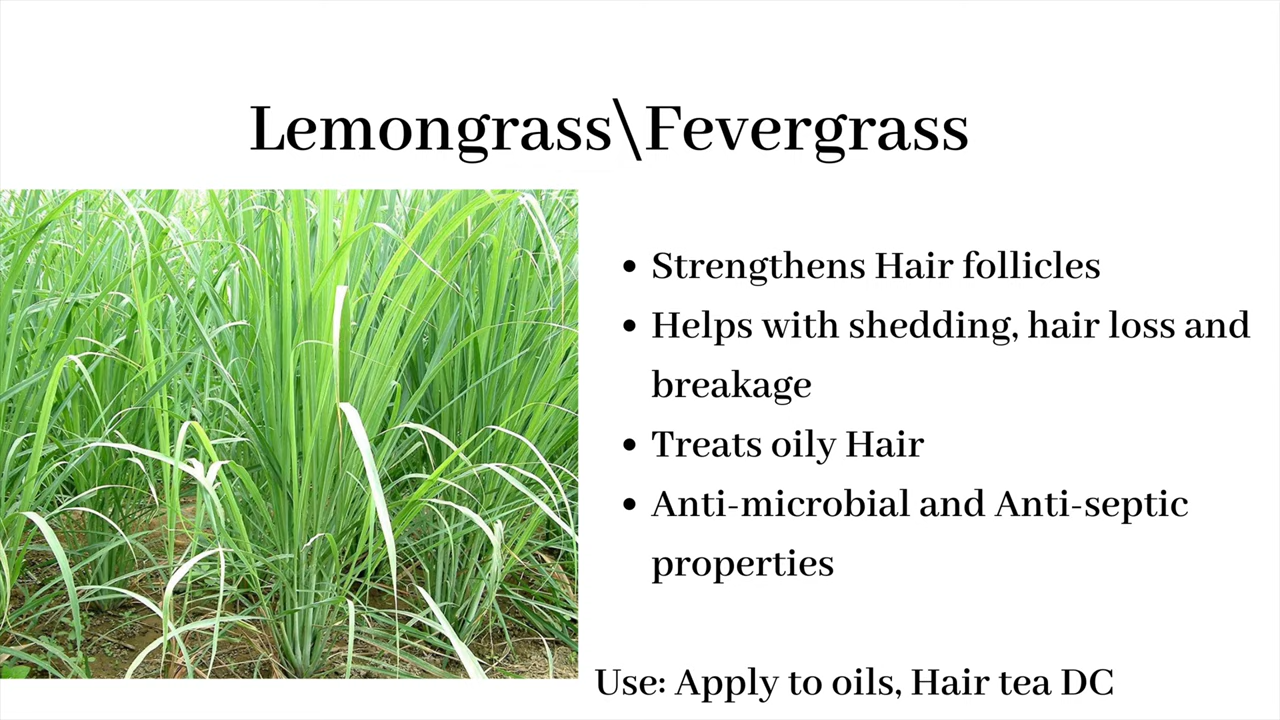 Lemongrass\Fevergrass
• Strengthens Hair follicles
• Helps with shedding, hair loss and
breakage
• Treats oily Hair
• Anti-microbial and Anti-septic
properties
Use: Apply to oils, Hair tea DC